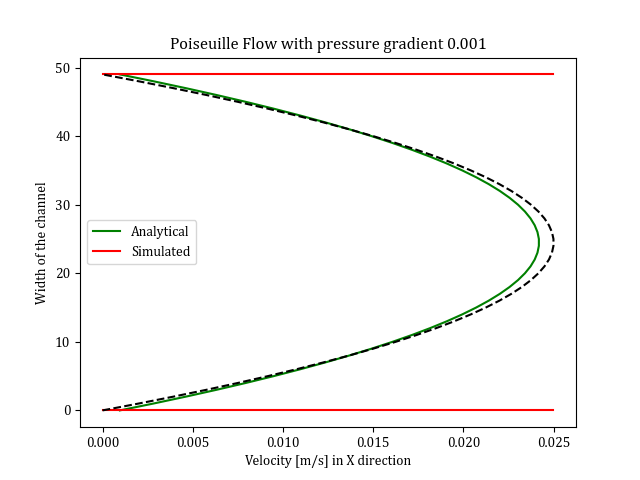 Poiseuille Flow with pressure gradient 0.001
50
40
30
20
10
0
Width of the channel
Analytical
Simulated
0.000 0.005 0.010 0.015 0.020 0.025
Velocity [m/s] in X direction